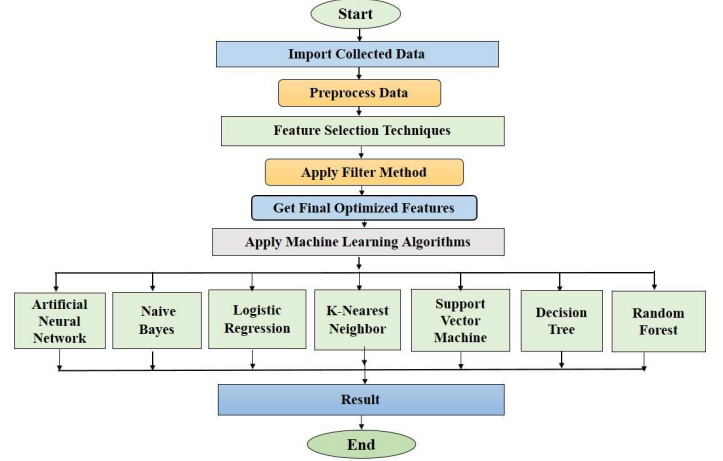 Start
Import Collected Data
Preprocess Data
Feature Selection Techniques
Apply Filter Method
Get Final Optimized Features
Apply Machine Learning Algorithms
Artificial
Neural
Network
Naive
Bayes
Logistic
Regression
K-Nearest
Neighbor
Support
Vector
Machine
Decision
Tree
Random
Forest
Result
End